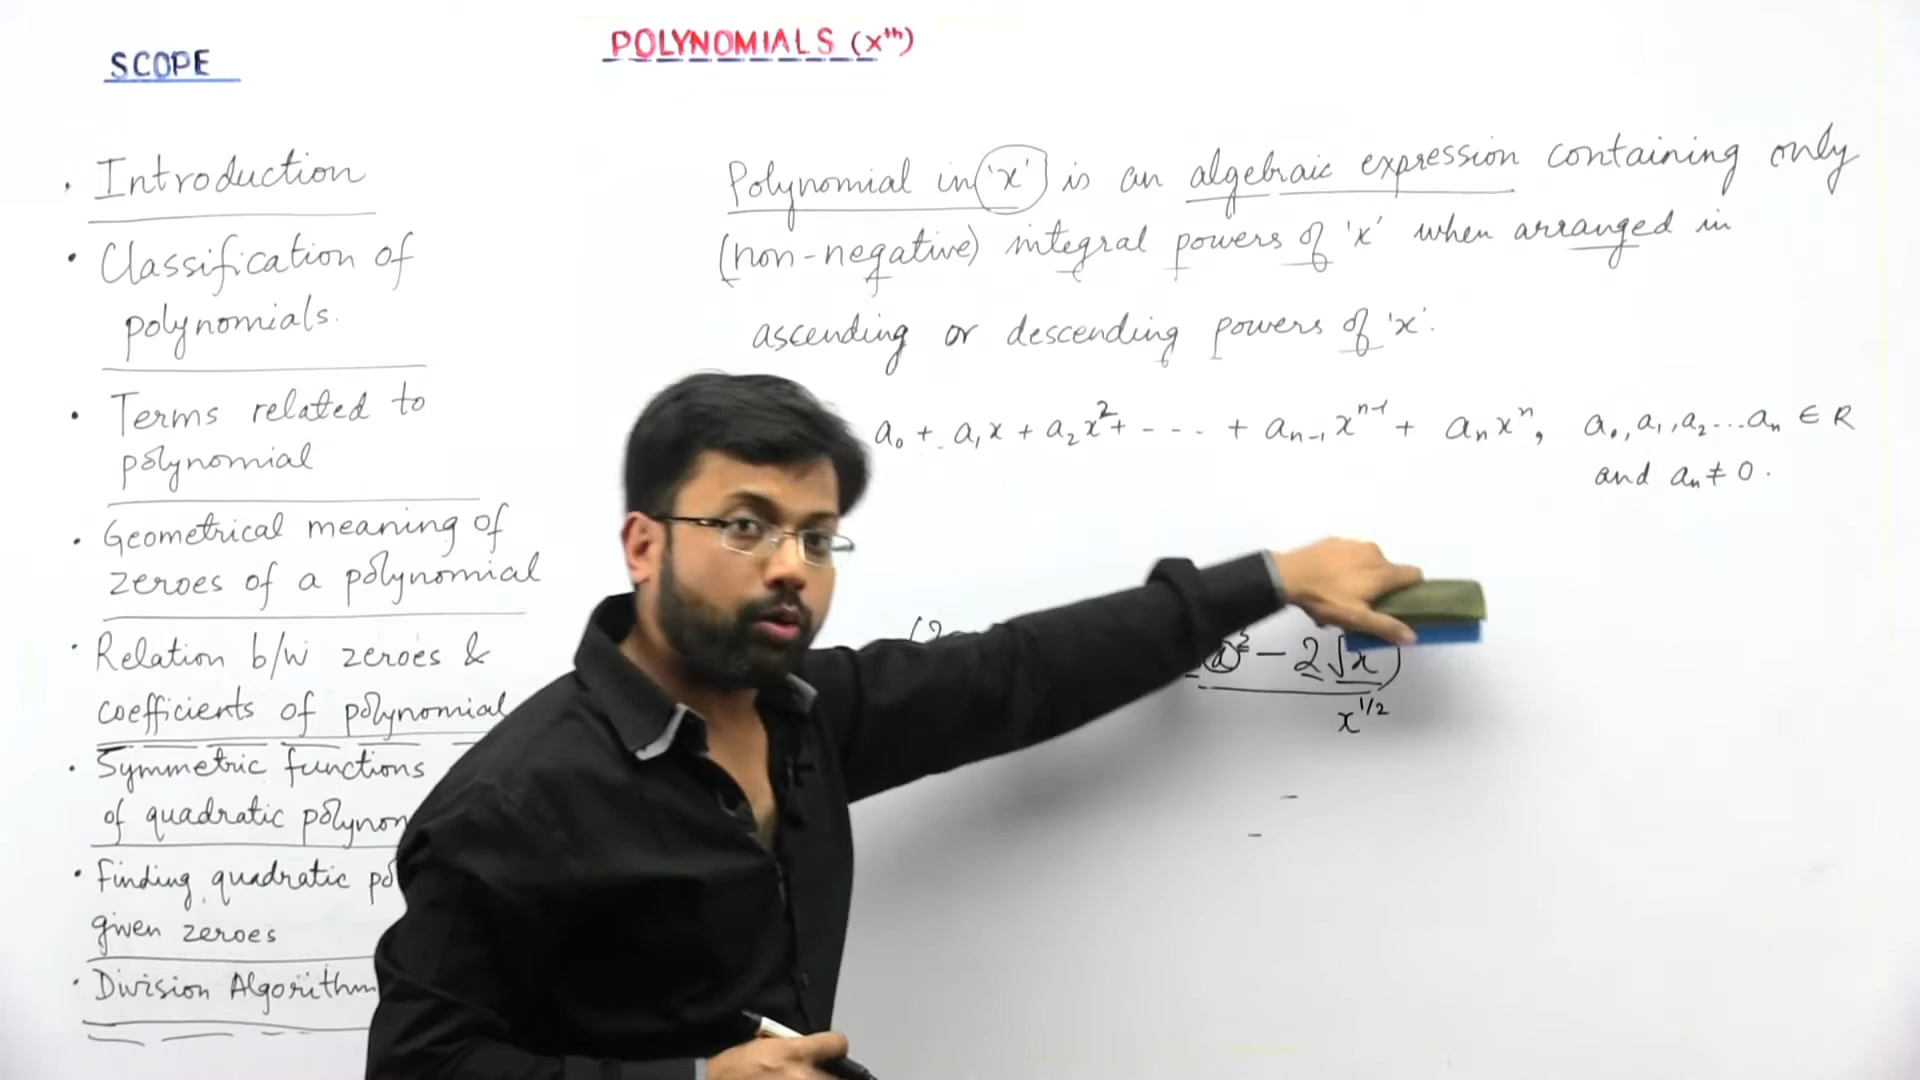 POLYNOMIALS (Xth)
SCOPE
· Introduction
· Classification of
polynomials.
· Terms related to
polynomial
· Geometrical meaning of
zeroes of a polynomial
· Relation b/w zeroes &
coefficients of polynomial
· Symmetric functions
of quadratic polynom
· Finding quadratic po
given zeroes
· Division Algorithm
Polynomial in 'x' is an algebraic expression containing only
(non-negative) integral powers of 'x' when arranged in
ascending or descending powers of 'x'.
a₀ + a₁x + a₂x² + - - - . + aₙ₋₁xⁿ⁻¹ + aₙxⁿ, a₀, a₁, a₂...aₙ ∈ R
and aₙ ≠ 0.
- 2√x)
x^1/2